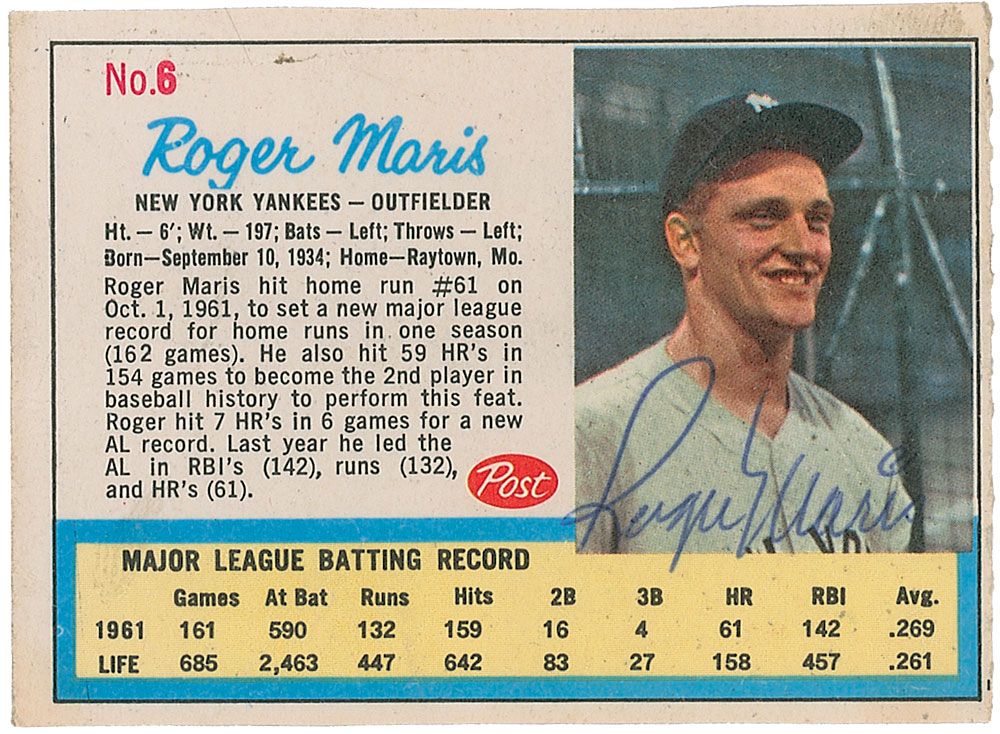 No.6
Roger Maris
NEW YORK YANKEES – OUTFIELDER
Ht. – 6'; Wt. – 197; Bats – Left; Throws – Left;
Born—September 10, 1934; Home—Raytown, Mo.
Roger Maris hit home run #61 on
Oct. 1, 1961, to set a new major league
record for home runs in one season
(162 games). He also hit 59 HR's in
154 games to become the 2nd player in
baseball history to perform this feat.
Roger hit 7 HR's in 6 games for a new
AL record. Last year he led the
AL in RBI's (142), runs (132),
and HR's (61).
Post
Roger Maris
MAJOR LEAGUE BATTING RECORD
Games At Bat Runs Hits 2B 3B HR RBI Avg.
1961 161 590 132 159 16 4 61 142 .269
LIFE 685 2,463 447 642 83 27 158 457 .261